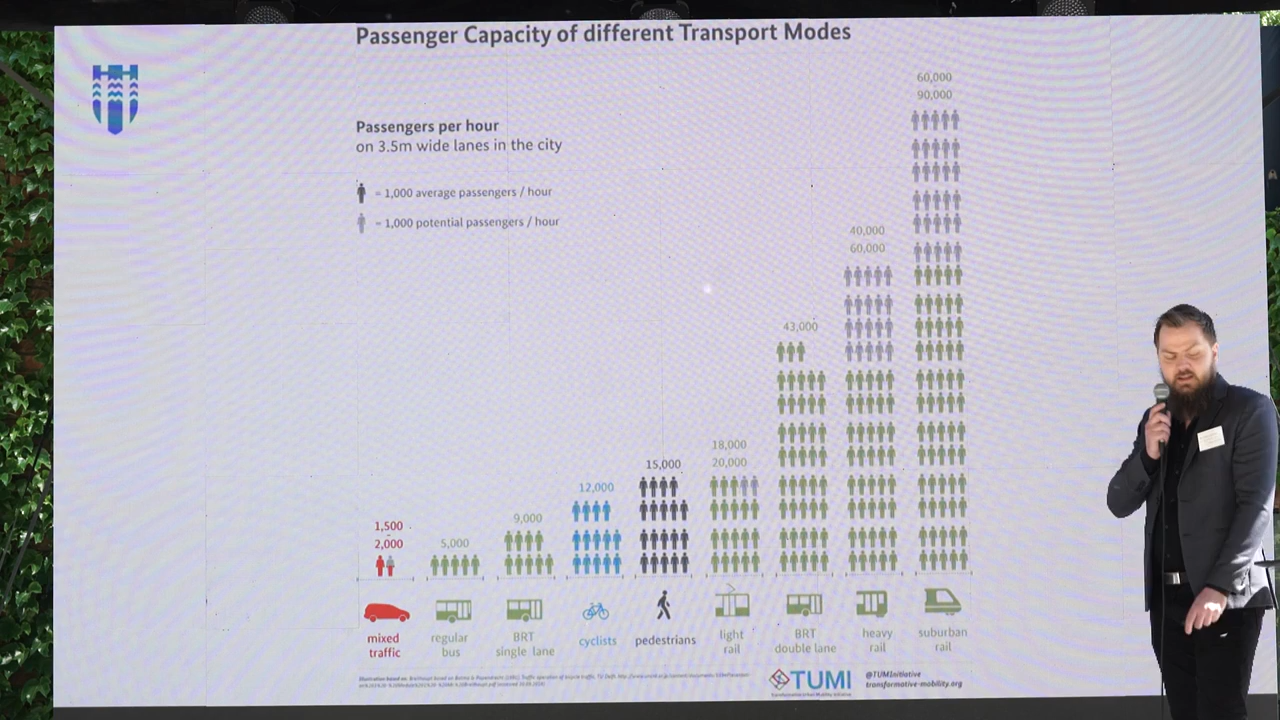 Passenger Capacity of different Transport Modes
Passengers per hour
on 3.5m wide lanes in the city
= 1,000 average passengers / hour
= 1,000 potential passengers / hour
1,500
-
2,000
5,000
9,000
12,000
15,000
18,000
20,000
43,000
40,000
60,000
60,000
90,000
mixed
traffic
regular
bus
BRT
single lane
cyclists
pedestrians
light
rail
BRT
double lane
heavy
rail
suburban
rail
TUMI
@TUMInitiative
transformative-mobility.org